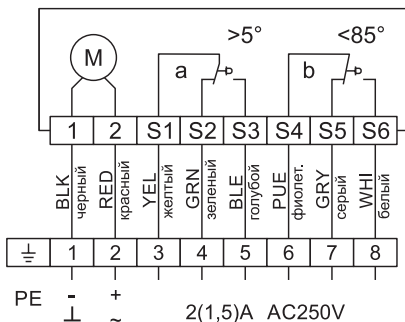 >5° <85°
M
a b
1 2 S1 S2 S3 S4 S5 S6
BLK RED YEL GRN BLE PUE GRY WHI
черный красный желтый зеленый голубой фиолет. серый белый
⏚ 1 2 3 4 5 6 7 8
PE - +
⊥ ~ 2(1,5)A AC250V